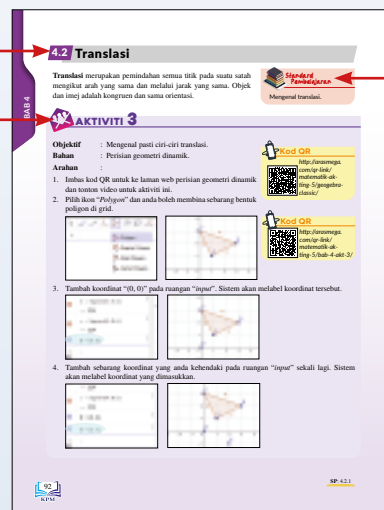 BAB 4
4.2 Translasi
Translasi merupakan pemindahan semua titik pada suatu satah
mengikut arah yang sama dan melalui jarak yang sama. Objek
dan imej adalah kongruen dan sama orientasi.
Standard
Pembelajaran
Mengenal translasi.
AKTIVITI 3
Objektif : Mengenal pasti ciri-ciri translasi.
Bahan : Perisian geometri dinamik.
Arahan :
1. Imbas kod QR untuk ke laman web perisian geometri dinamik
dan tonton video untuk aktiviti ini.
2. Pilih ikon "Polygon" dan anda boleh membina sebarang bentuk
poligon di grid.
Kod QR
http://arasmega.
com/qr-link/
matematik-ak-
ting-5/geogebra-
classic/
Kod QR
http://arasmega.
com/qr-link/
matematik-ak-
ting-5/bab-4-akt-3/
3. Tambah koordinat "(0, 0)" pada ruangan "input". Sistem akan melabel koordinat tersebut.
4. Tambah sebarang koordinat yang anda kehendaki pada ruangan "input" sekali lagi. Sistem
akan melabel koordinat yang dimasukkan.
92
KPM
SP: 4.2.1